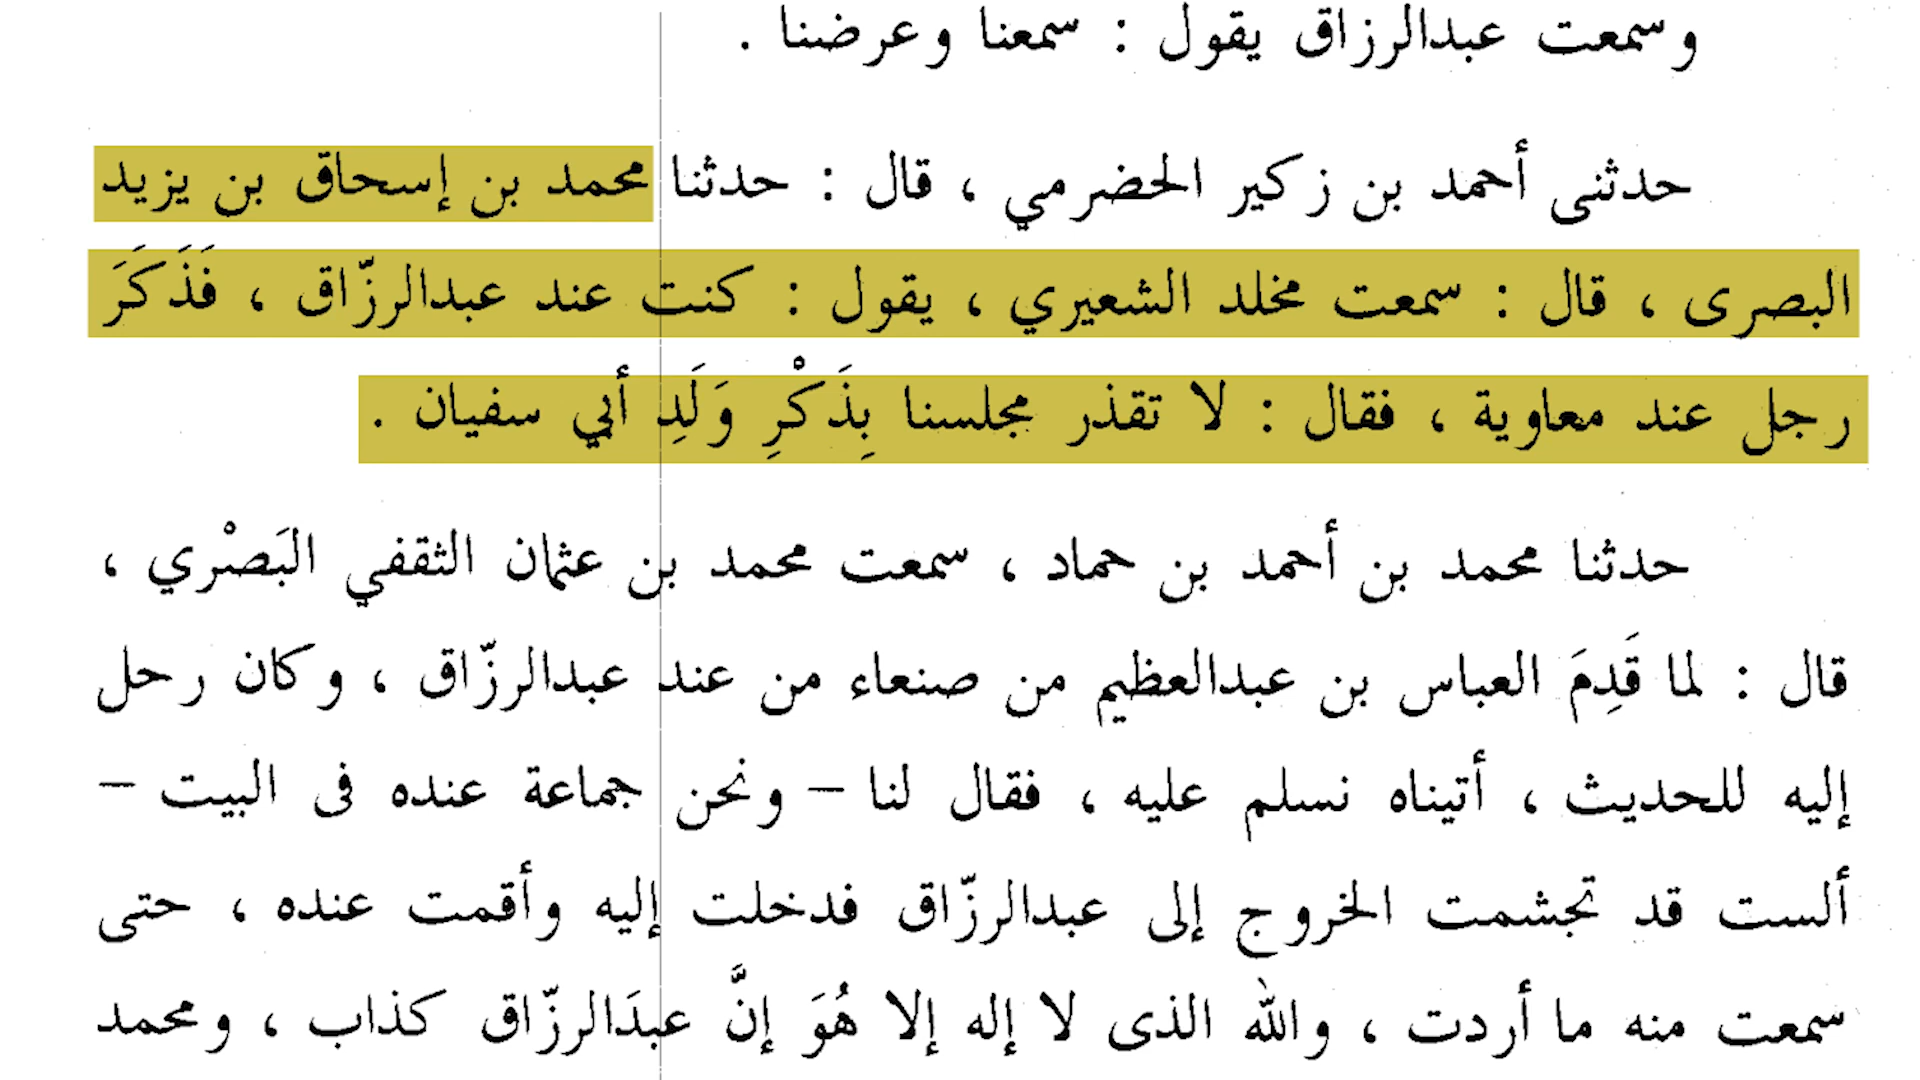 وسمعت عبدالرزاق يقول : سمعنا وعرضنا .
حدثنى أحمد بن زكير الحضرمي ، قال : حدثنا محمد بن إسحاق بن يزيد
البصرى ، قال : سمعت مخلد الشعيري ، يقول : كنت عند عبدالرزّاق ، فَذَكَرَ
رجل عند معاوية ، فقال : لا تقذر مجلسنا بِذَكْرِ وَلَدِ أبي سفيان .
حدثنا محمد بن أحمد بن حماد ، سمعت محمد بن عثمان الثقفي البَصْري ،
قال : لما قَدِمَ العباس بن عبدالعظيم من صنعاء من عند عبدالرزّاق ، وكان رحل
إليه للحديث ، أتيناه نسلم عليه ، فقال لنا – ونحن جماعة عنده فى البيت –
ألست قد تجشمت الخروج إلى عبدالرزّاق فدخلت إليه وأقمت عنده ، حتى
سمعت منه ما أردت ، والله الذى لا إله إلا هُوَ إنَّ عبدَالرزّاق كذاب ، ومحمد